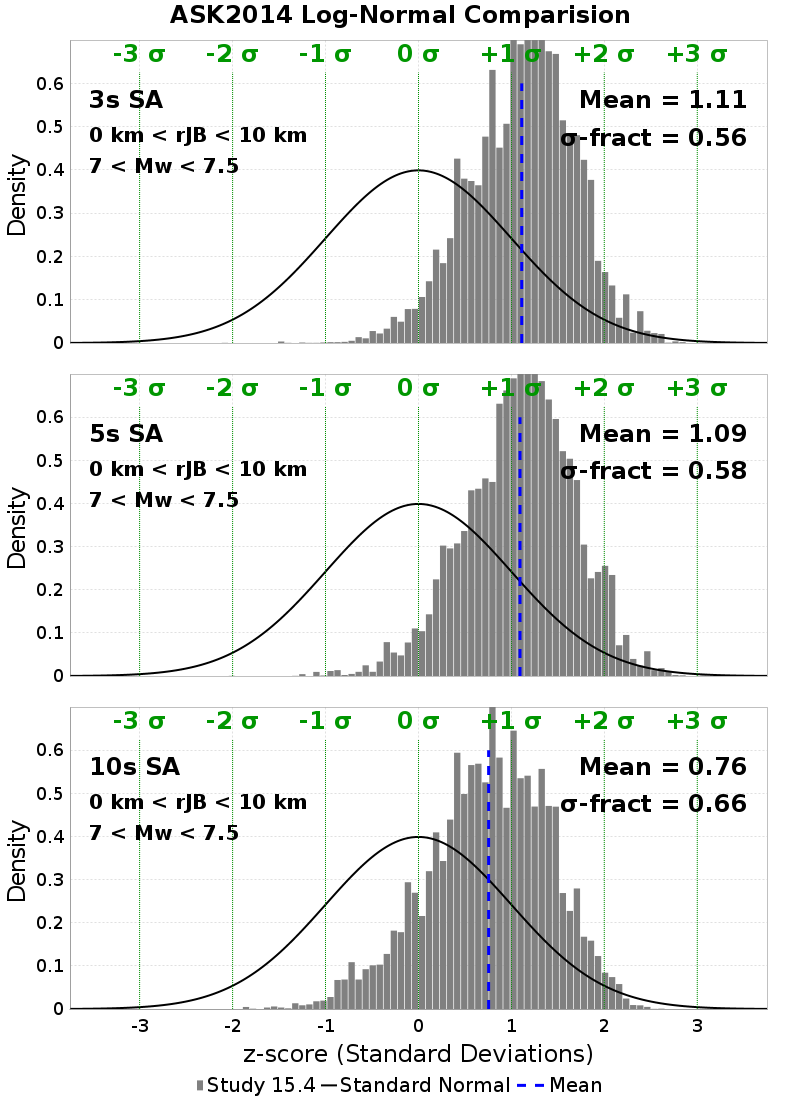 ASK2014 Log-Normal Comparision
-3 σ -2 σ -1 σ 0 σ +1 σ +2 σ +3 σ
3s SA
Mean = 1.11
0 km < rJB < 10 km
σ-fract = 0.56
7 < Mw < 7.5
0.6
0.5
0.4
0.3
0.2
0.1
0
Density
-3 σ -2 σ -1 σ 0 σ +1 σ +2 σ +3 σ
5s SA
Mean = 1.09
0 km < rJB < 10 km
σ-fract = 0.58
7 < Mw < 7.5
0.6
0.5
0.4
0.3
0.2
0.1
0
Density
-3 σ -2 σ -1 σ 0 σ +1 σ +2 σ +3 σ
10s SA
Mean = 0.76
0 km < rJB < 10 km
σ-fract = 0.66
7 < Mw < 7.5
0.6
0.5
0.4
0.3
0.2
0.1
0
Density
-3 -2 -1 0 1 2 3
z-score (Standard Deviations)
Study 15.4 Standard Normal Mean